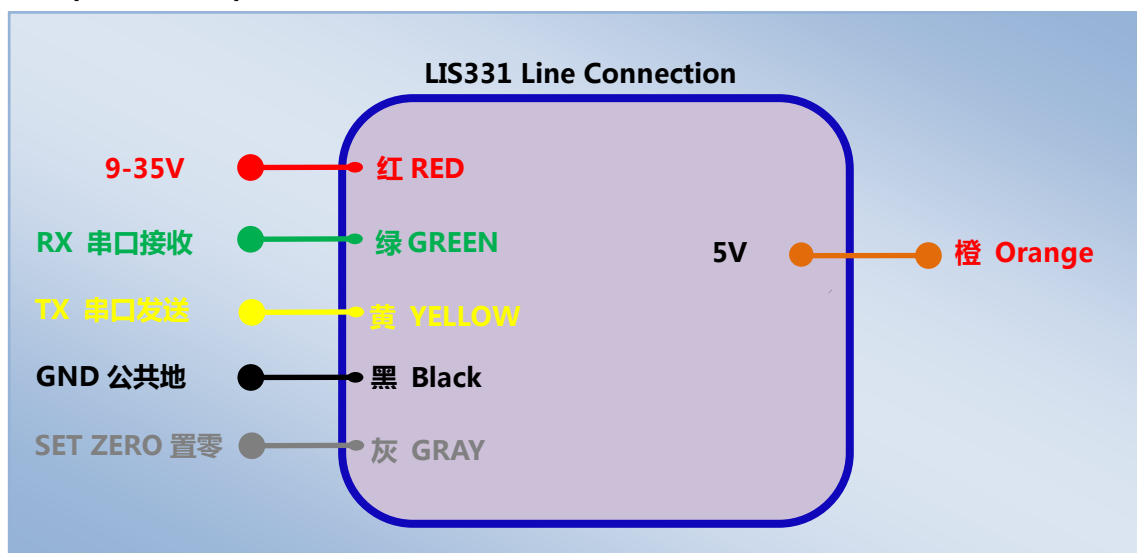 LIS331 Line Connection
9-35V 红 RED
RX 串口接收 绿 GREEN
5V 橙 Orange
TX 串口发送 黄 YELLOW
GND 公共地 黑 Black
SET ZERO 置零 灰 GRAY